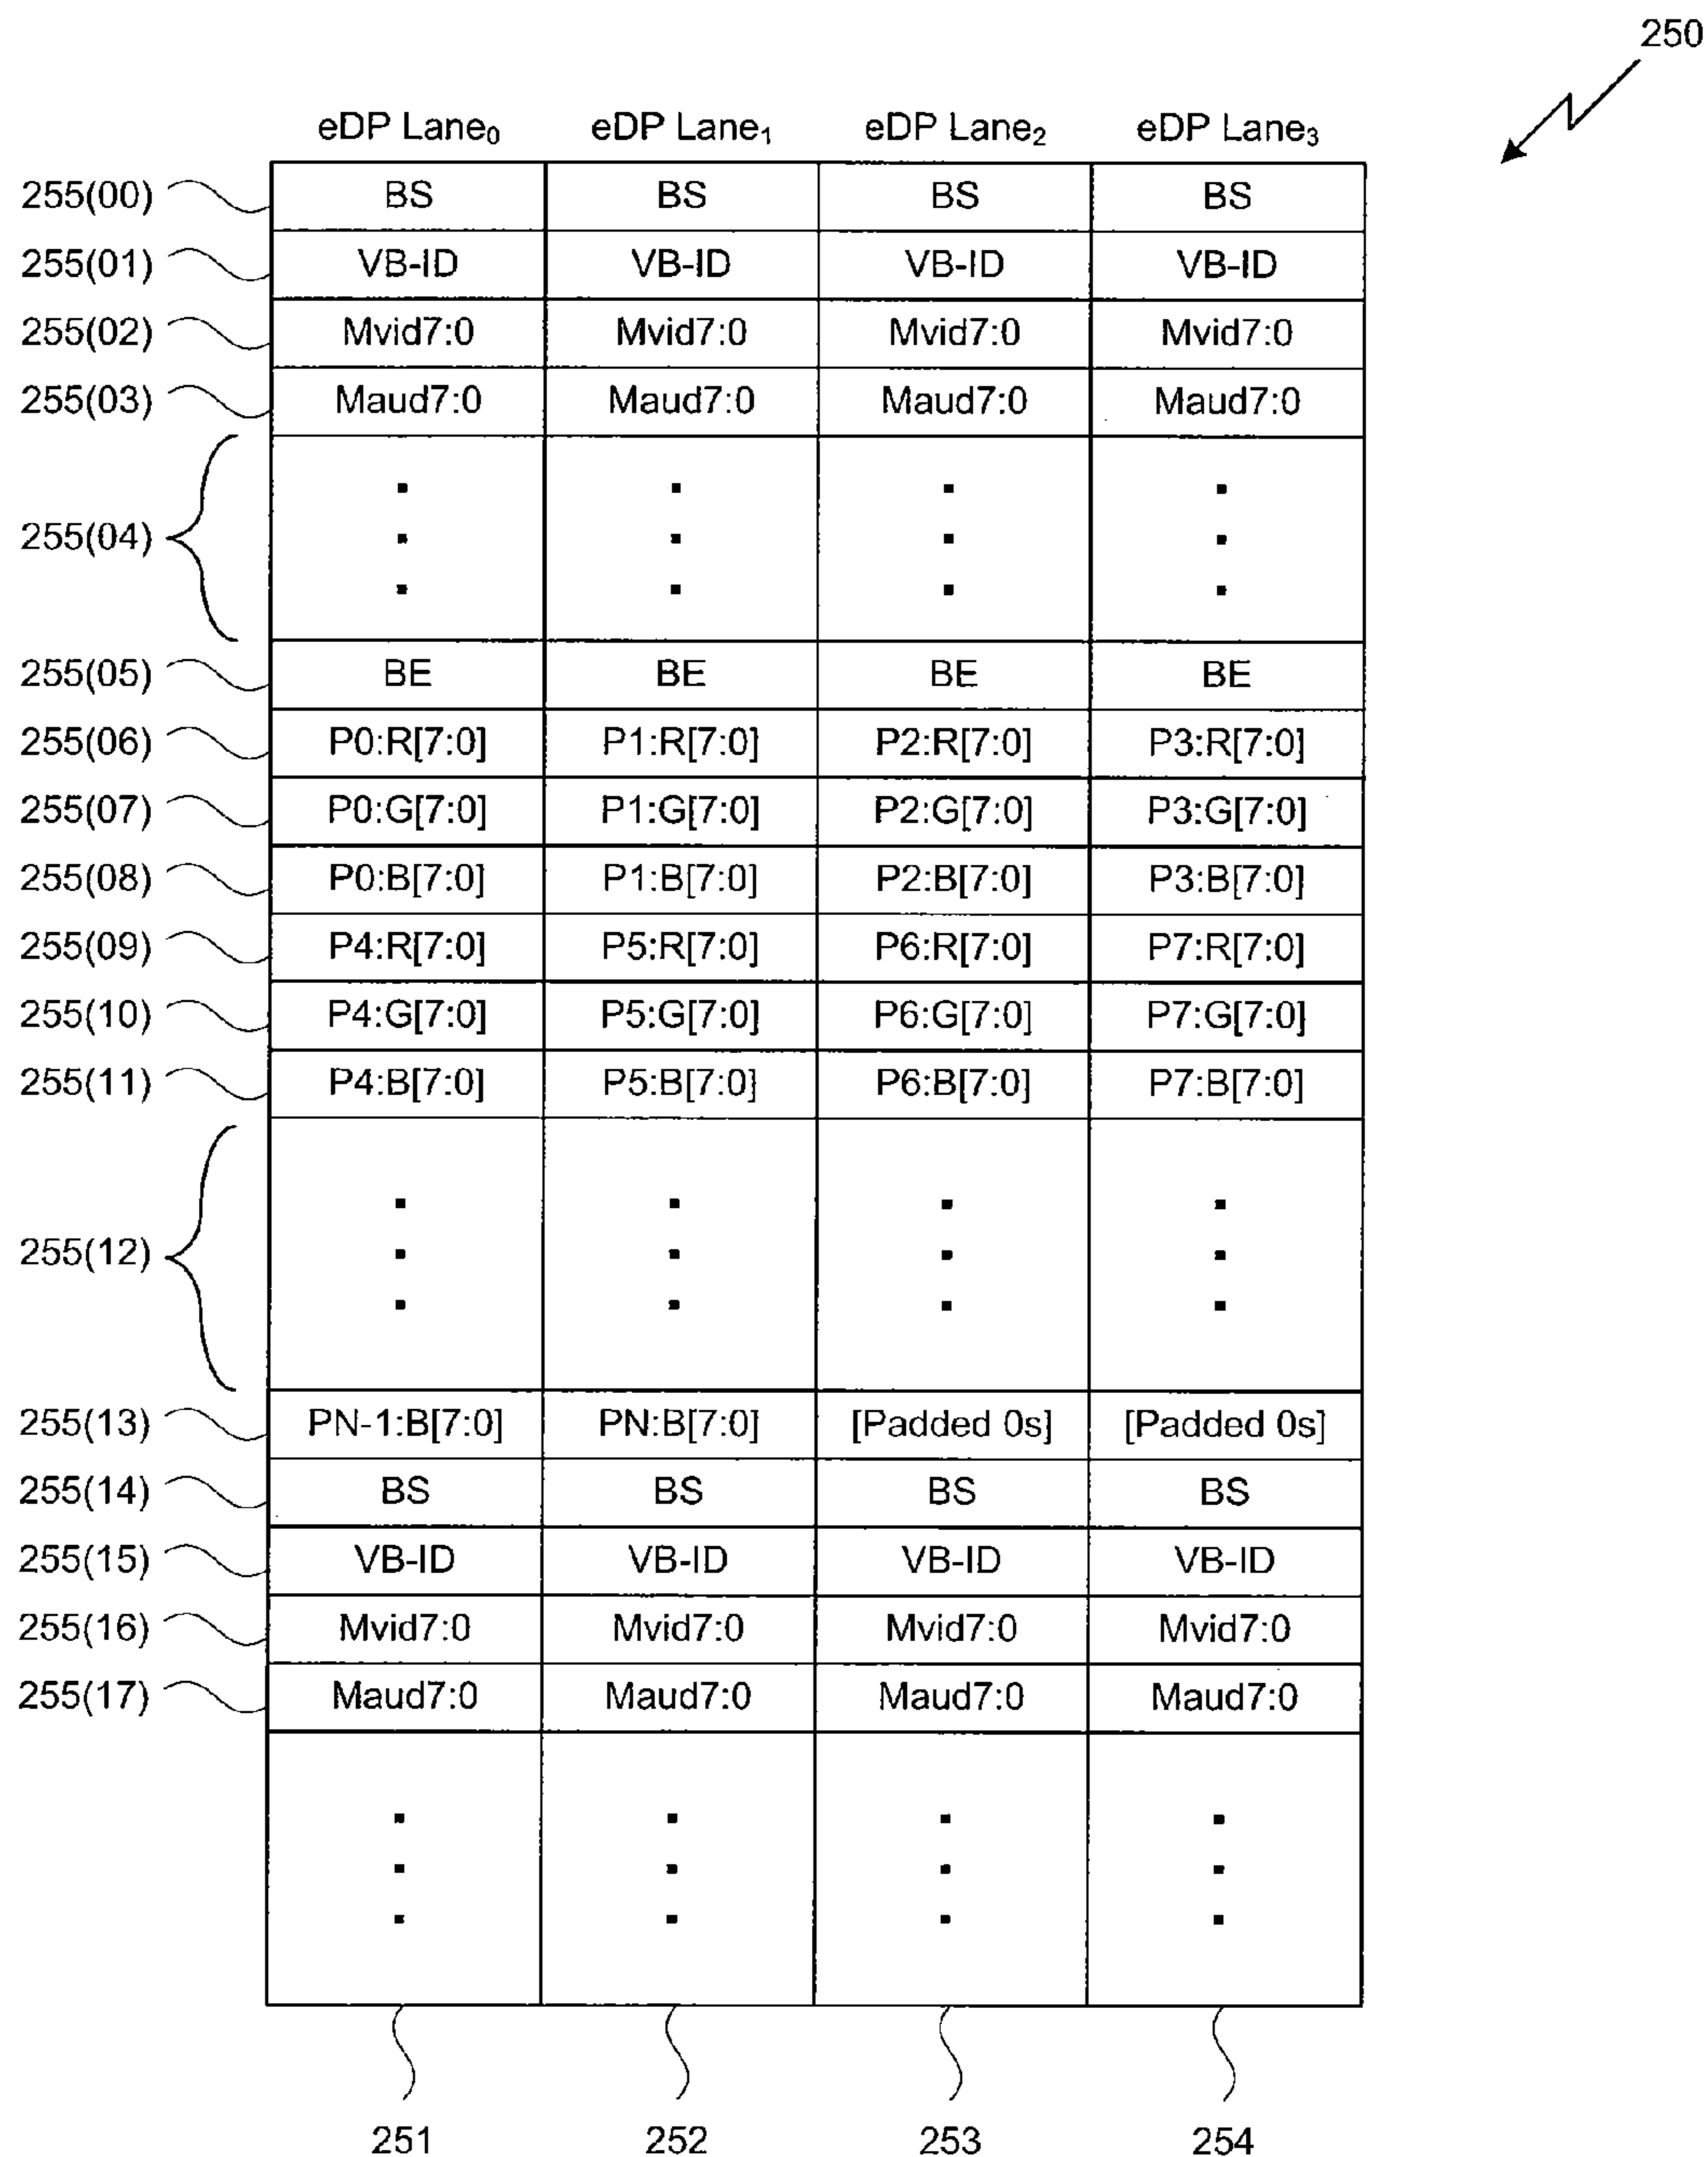 250
eDP Lane0 eDP Lane1 eDP Lane2 eDP Lane3
255(00) BS BS BS BS
255(01) VB-ID VB-ID VB-ID VB-ID
255(02) Mvid7:0 Mvid7:0 Mvid7:0 Mvid7:0
255(03) Maud7:0 Maud7:0 Maud7:0 Maud7:0
255(04)
255(05) BE BE BE BE
255(06) P0:R[7:0] P1:R[7:0] P2:R[7:0] P3:R[7:0]
255(07) P0:G[7:0] P1:G[7:0] P2:G[7:0] P3:G[7:0]
255(08) P0:B[7:0] P1:B[7:0] P2:B[7:0] P3:B[7:0]
255(09) P4:R[7:0] P5:R[7:0] P6:R[7:0] P7:R[7:0]
255(10) P4:G[7:0] P5:G[7:0] P6:G[7:0] P7:G[7:0]
255(11) P4:B[7:0] P5:B[7:0] P6:B[7:0] P7:B[7:0]
255(12)
255(13) PN-1:B[7:0] PN:B[7:0] [Padded 0s] [Padded 0s]
255(14) BS BS BS BS
255(15) VB-ID VB-ID VB-ID VB-ID
255(16) Mvid7:0 Mvid7:0 Mvid7:0 Mvid7:0
255(17) Maud7:0 Maud7:0 Maud7:0 Maud7:0
251 252 253 254